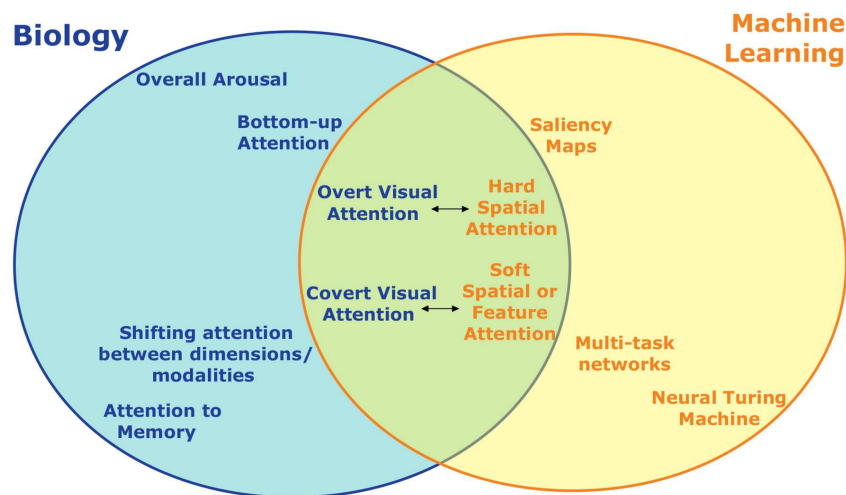 Biology
Machine
Learning
Overall Arousal
Bottom-up
Attention
Saliency
Maps
Overt Visual
Attention
Hard
Spatial
Attention
Covert Visual
Attention
Soft
Spatial or
Feature
Attention
Shifting attention
between dimensions/
modalities
Multi-task
networks
Attention to
Memory
Neural Turing
Machine